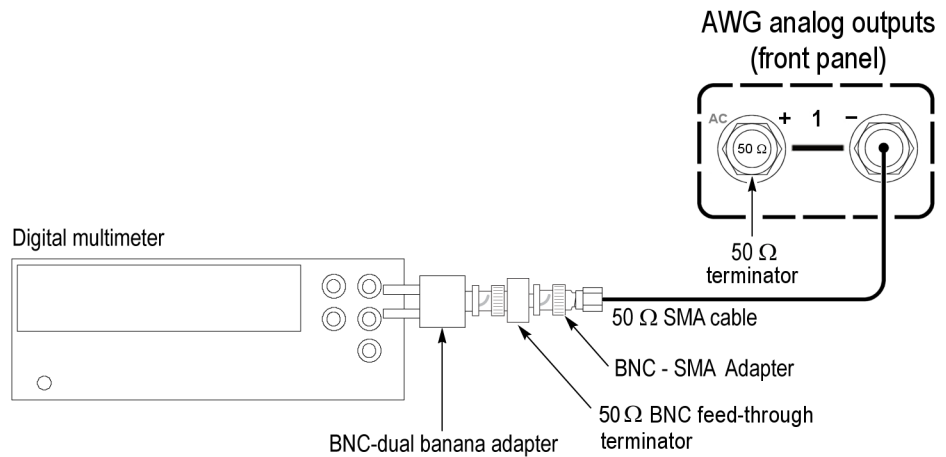 AWG analog outputs
(front panel)
AC + 1 −
50 Ω
50 Ω
terminator
Digital multimeter
50 Ω SMA cable
BNC - SMA Adapter
50 Ω BNC feed-through
terminator
BNC-dual banana adapter